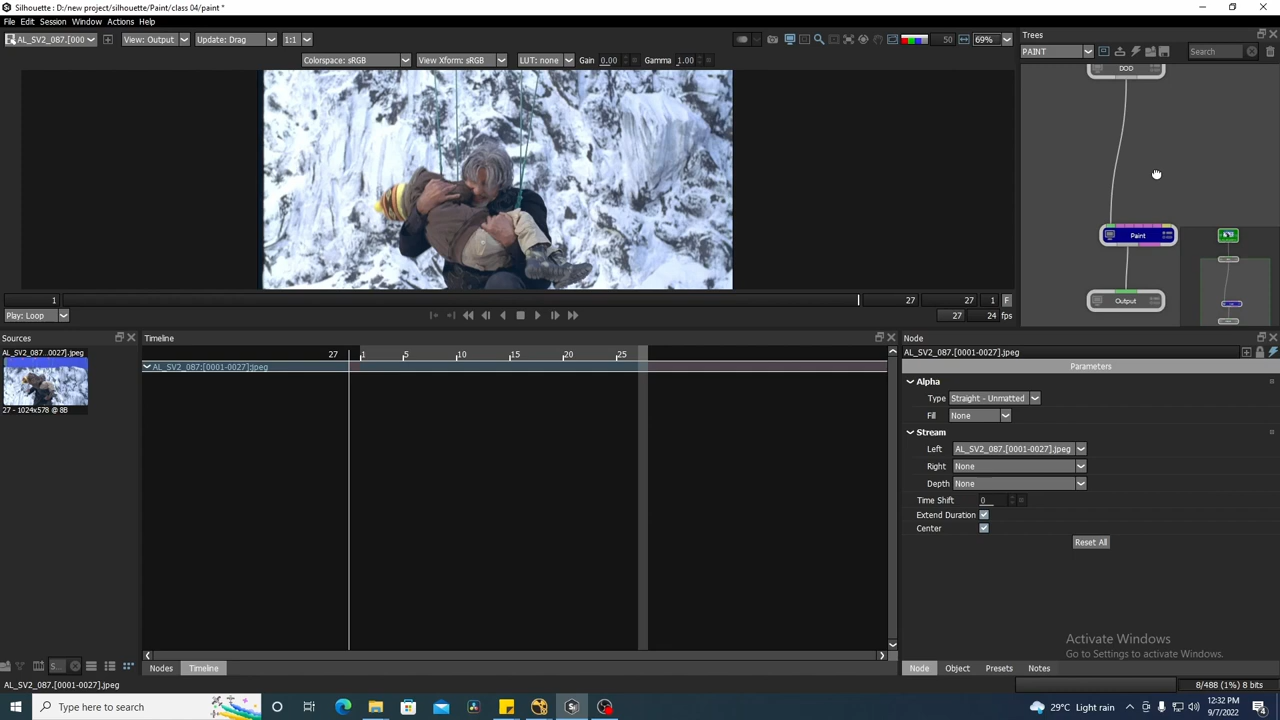 Silhouette : D:/new project/silhouette/Paint/class 04/paint *
File Edit Session Window Actions Help
AL_SV2_087.[000 View: Output Update: Drag 1:1 50 69%
Colorspace: sRGB View Xform: sRGB LUT: none Gain 0.00 Gamma 1.00
Trees
PAINT Search
DOD
Paint
Output
1 27 27 1 F
Play: Loop 27 24 fps
Sources
AL_SV2_087...0027].jpeg
27 - 1024x578 @ 8B
S...
Timeline
27 1 5 10 15 20 25
AL_SV2_087.[0001-0027].jpeg
Nodes Timeline
Node
AL_SV2_087.[0001-0027].jpeg
Parameters
Alpha
Type Straight - Unmatted
Fill None
Stream
Left AL_SV2_087.[0001-0027].jpeg
Right None
Depth None
Time Shift 0
Extend Duration
Center
Reset All
Activate Windows
Go to Settings to activate Windows.
Node Object Presets Notes
AL_SV2_087.[0001-0027].jpeg
8/488 (1%) 8 bits
Type here to search
29°C Light rain
12:32 PM
9/7/2022
4